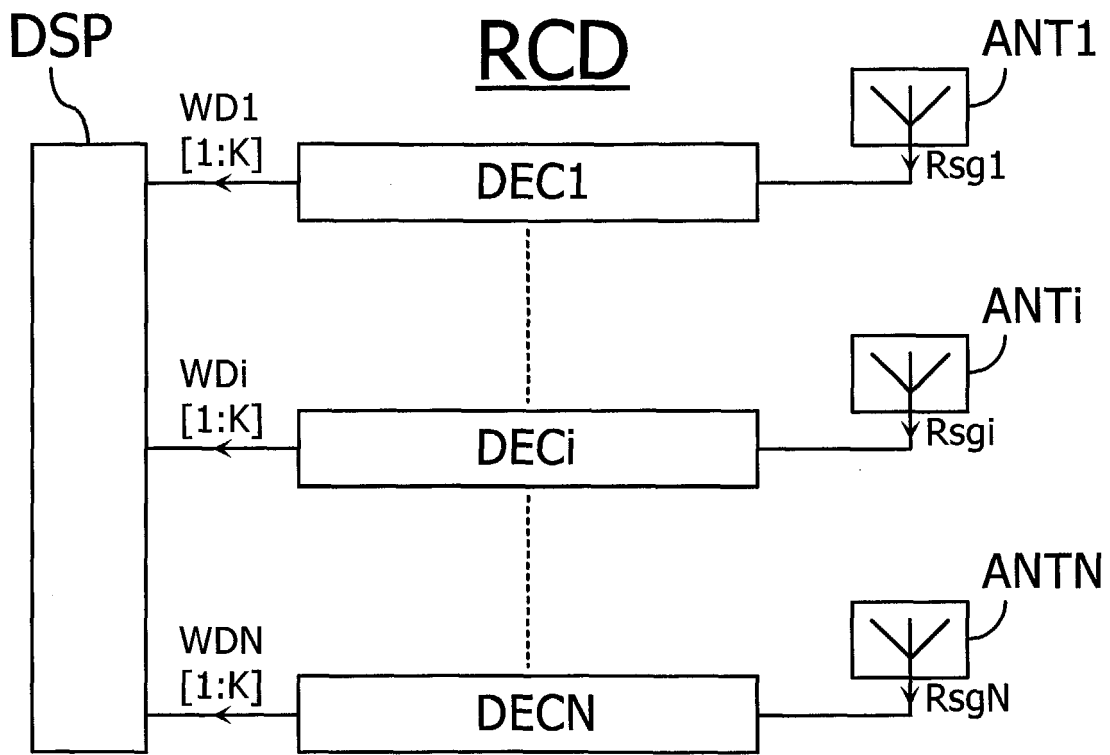 DSP
RCD
ANT1
WD1
[1:K]
DEC1
Rsg1
ANTi
WDi
[1:K]
DECi
Rsgi
ANTN
WDN
[1:K]
DECN
RsgN